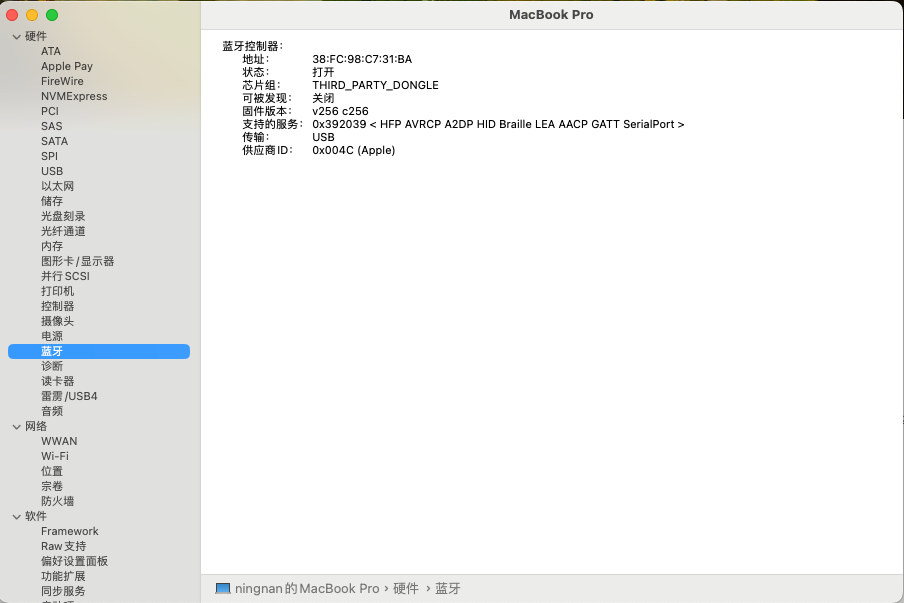 MacBook Pro
硬件
ATA
Apple Pay
FireWire
NVMExpress
PCI
SAS
SATA
SPI
USB
以太网
储存
光盘刻录
光纤通道
内存
图形卡/显示器
并行SCSI
打印机
控制器
摄像头
电源
蓝牙
诊断
读卡器
雷雳/USB4
音频
网络
WWAN
Wi-Fi
位置
宗卷
防火墙
软件
Framework
Raw支持
偏好设置面板
功能扩展
同步服务
蓝牙控制器:
地址: 38:FC:98:C7:31:BA
状态: 打开
芯片组: THIRD_PARTY_DONGLE
可被发现: 关闭
固件版本: v256 c256
支持的服务: 0x392039 < HFP AVRCP A2DP HID Braille LEA AACP GATT SerialPort >
传输: USB
供应商ID: 0x004C (Apple)
ningnan的MacBook Pro › 硬件 › 蓝牙